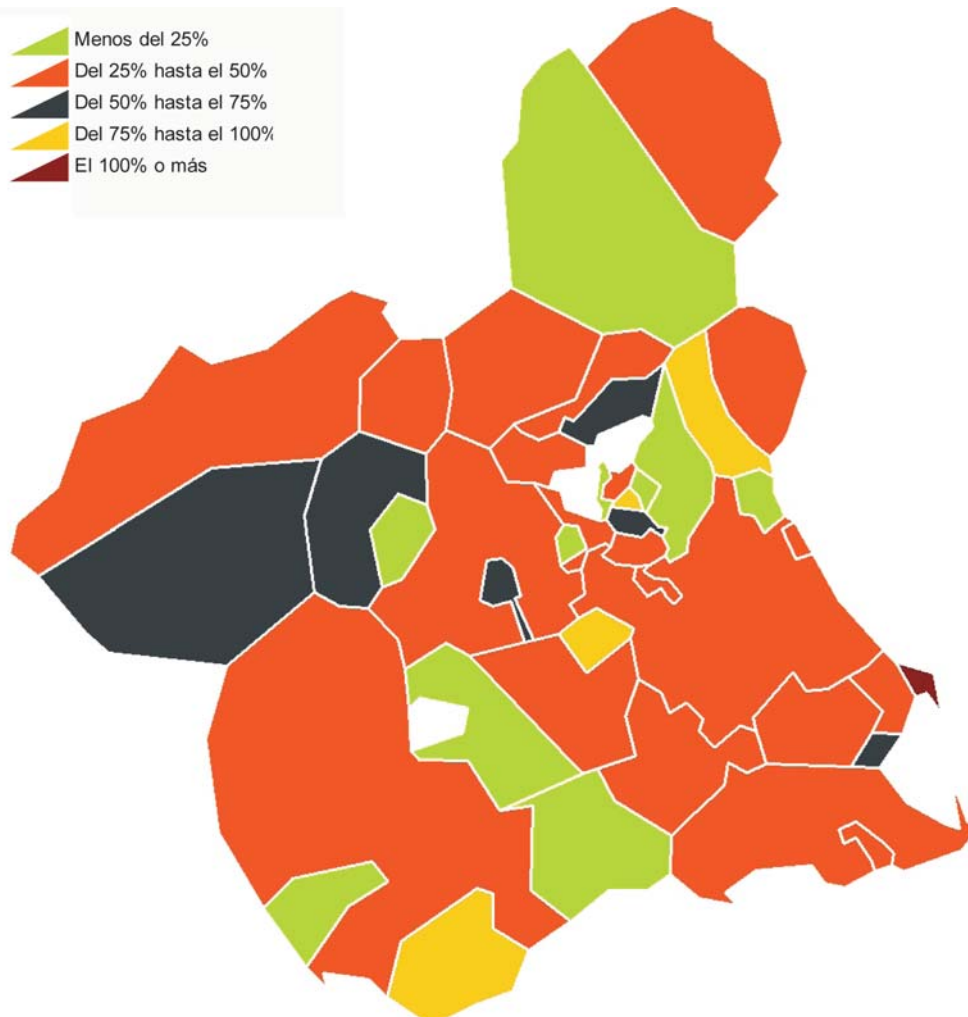 Menos del 25%
Del 25% hasta el 50%
Del 50% hasta el 75%
Del 75% hasta el 100%
El 100% o más